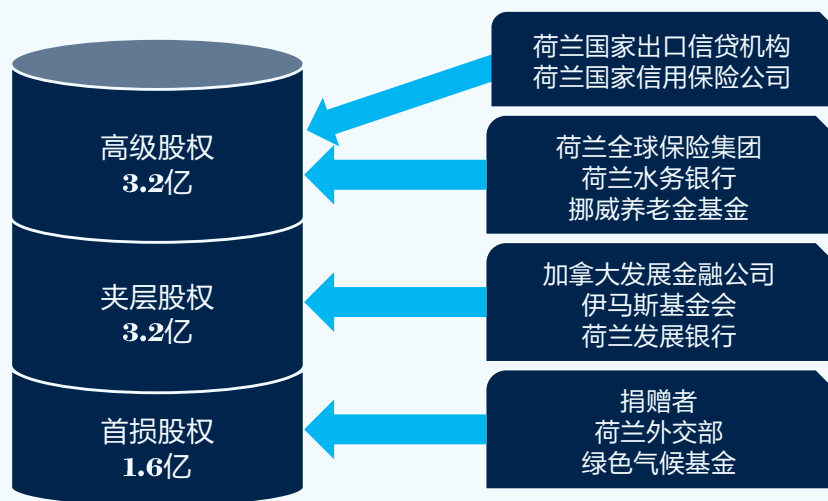 高级股权
3.2亿
夹层股权
3.2亿
首损股权
1.6亿
荷兰国家出口信贷机构
荷兰国家信用保险公司
荷兰全球保险集团
荷兰水务银行
挪威养老金基金
加拿大发展金融公司
伊马斯基金会
荷兰发展银行
捐赠者
荷兰外交部
绿色气候基金